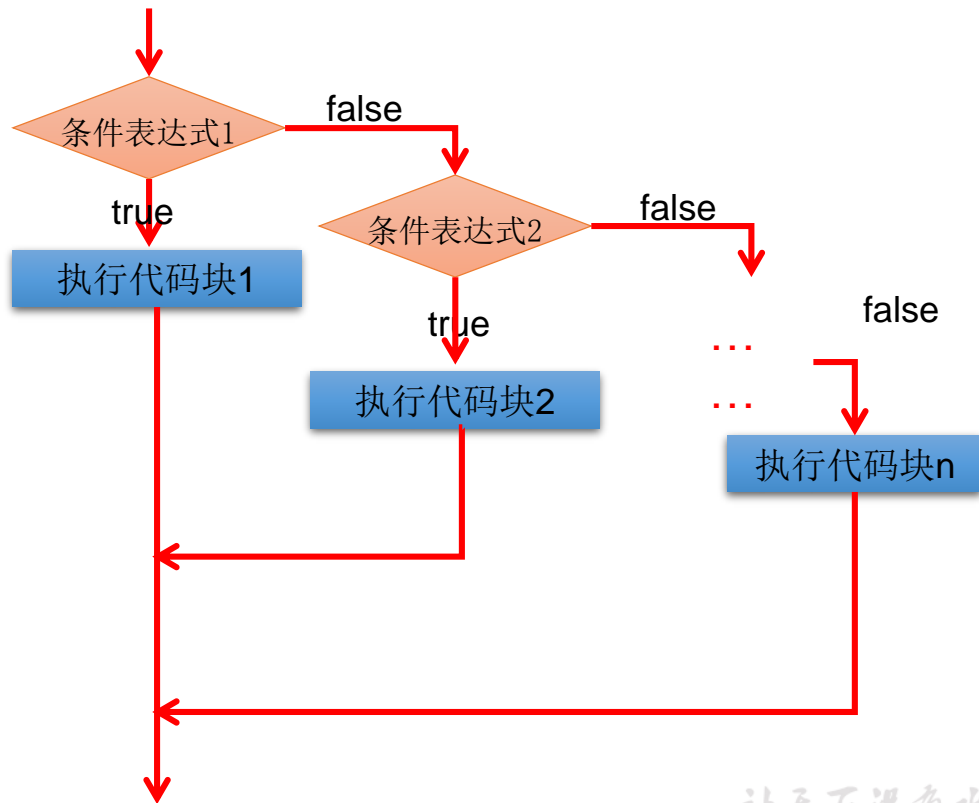 false
条件表达式1
false
true
条件表达式2
执行代码块1
false
true
...
执行代码块2
...
执行代码块n